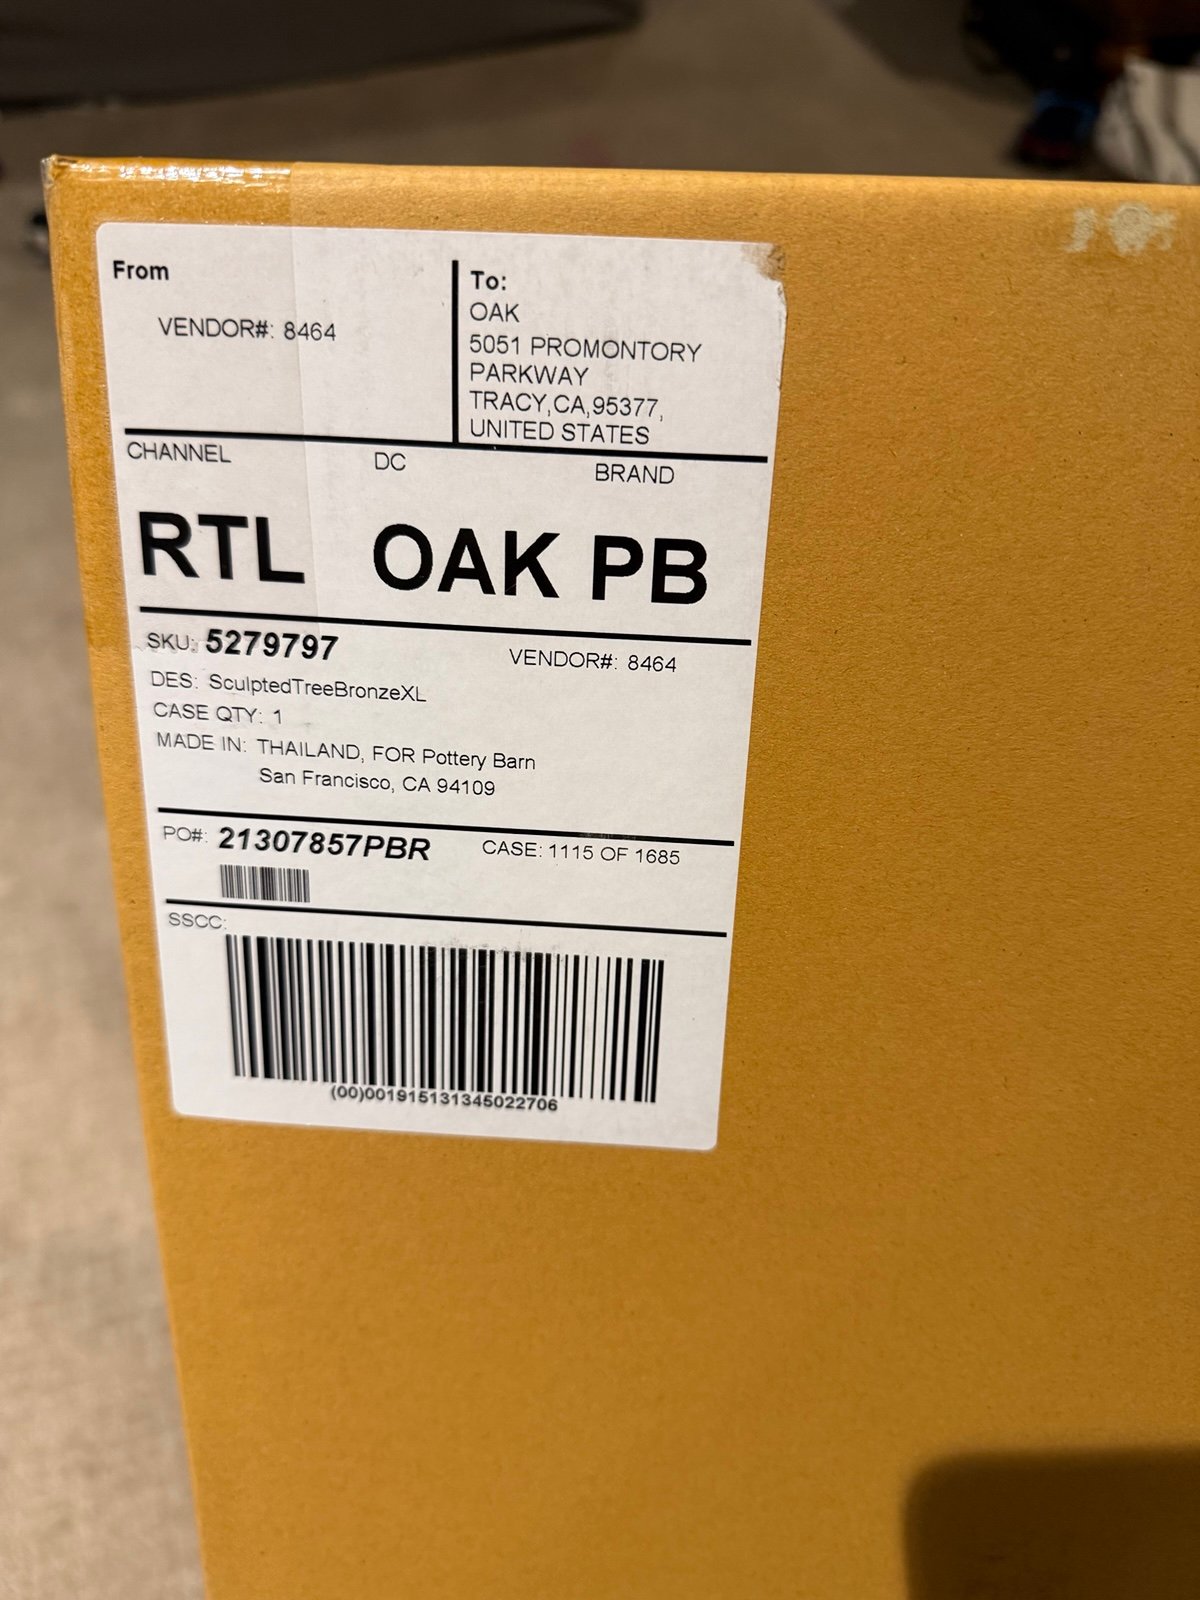 From
VENDOR#: 8464
To:
OAK
5051 PROMONTORY
PARKWAY
TRACY,CA,95377,
UNITED STATES
CHANNEL DC BRAND
RTL OAK PB
SKU: 5279797 VENDOR#: 8464
DES: SculptedTreeBronzeXL
CASE QTY: 1
MADE IN: THAILAND, FOR Pottery Barn
San Francisco, CA 94109
PO#: 21307857PBR CASE: 1115 OF 1685
SSCC:
(00)001915131345022706